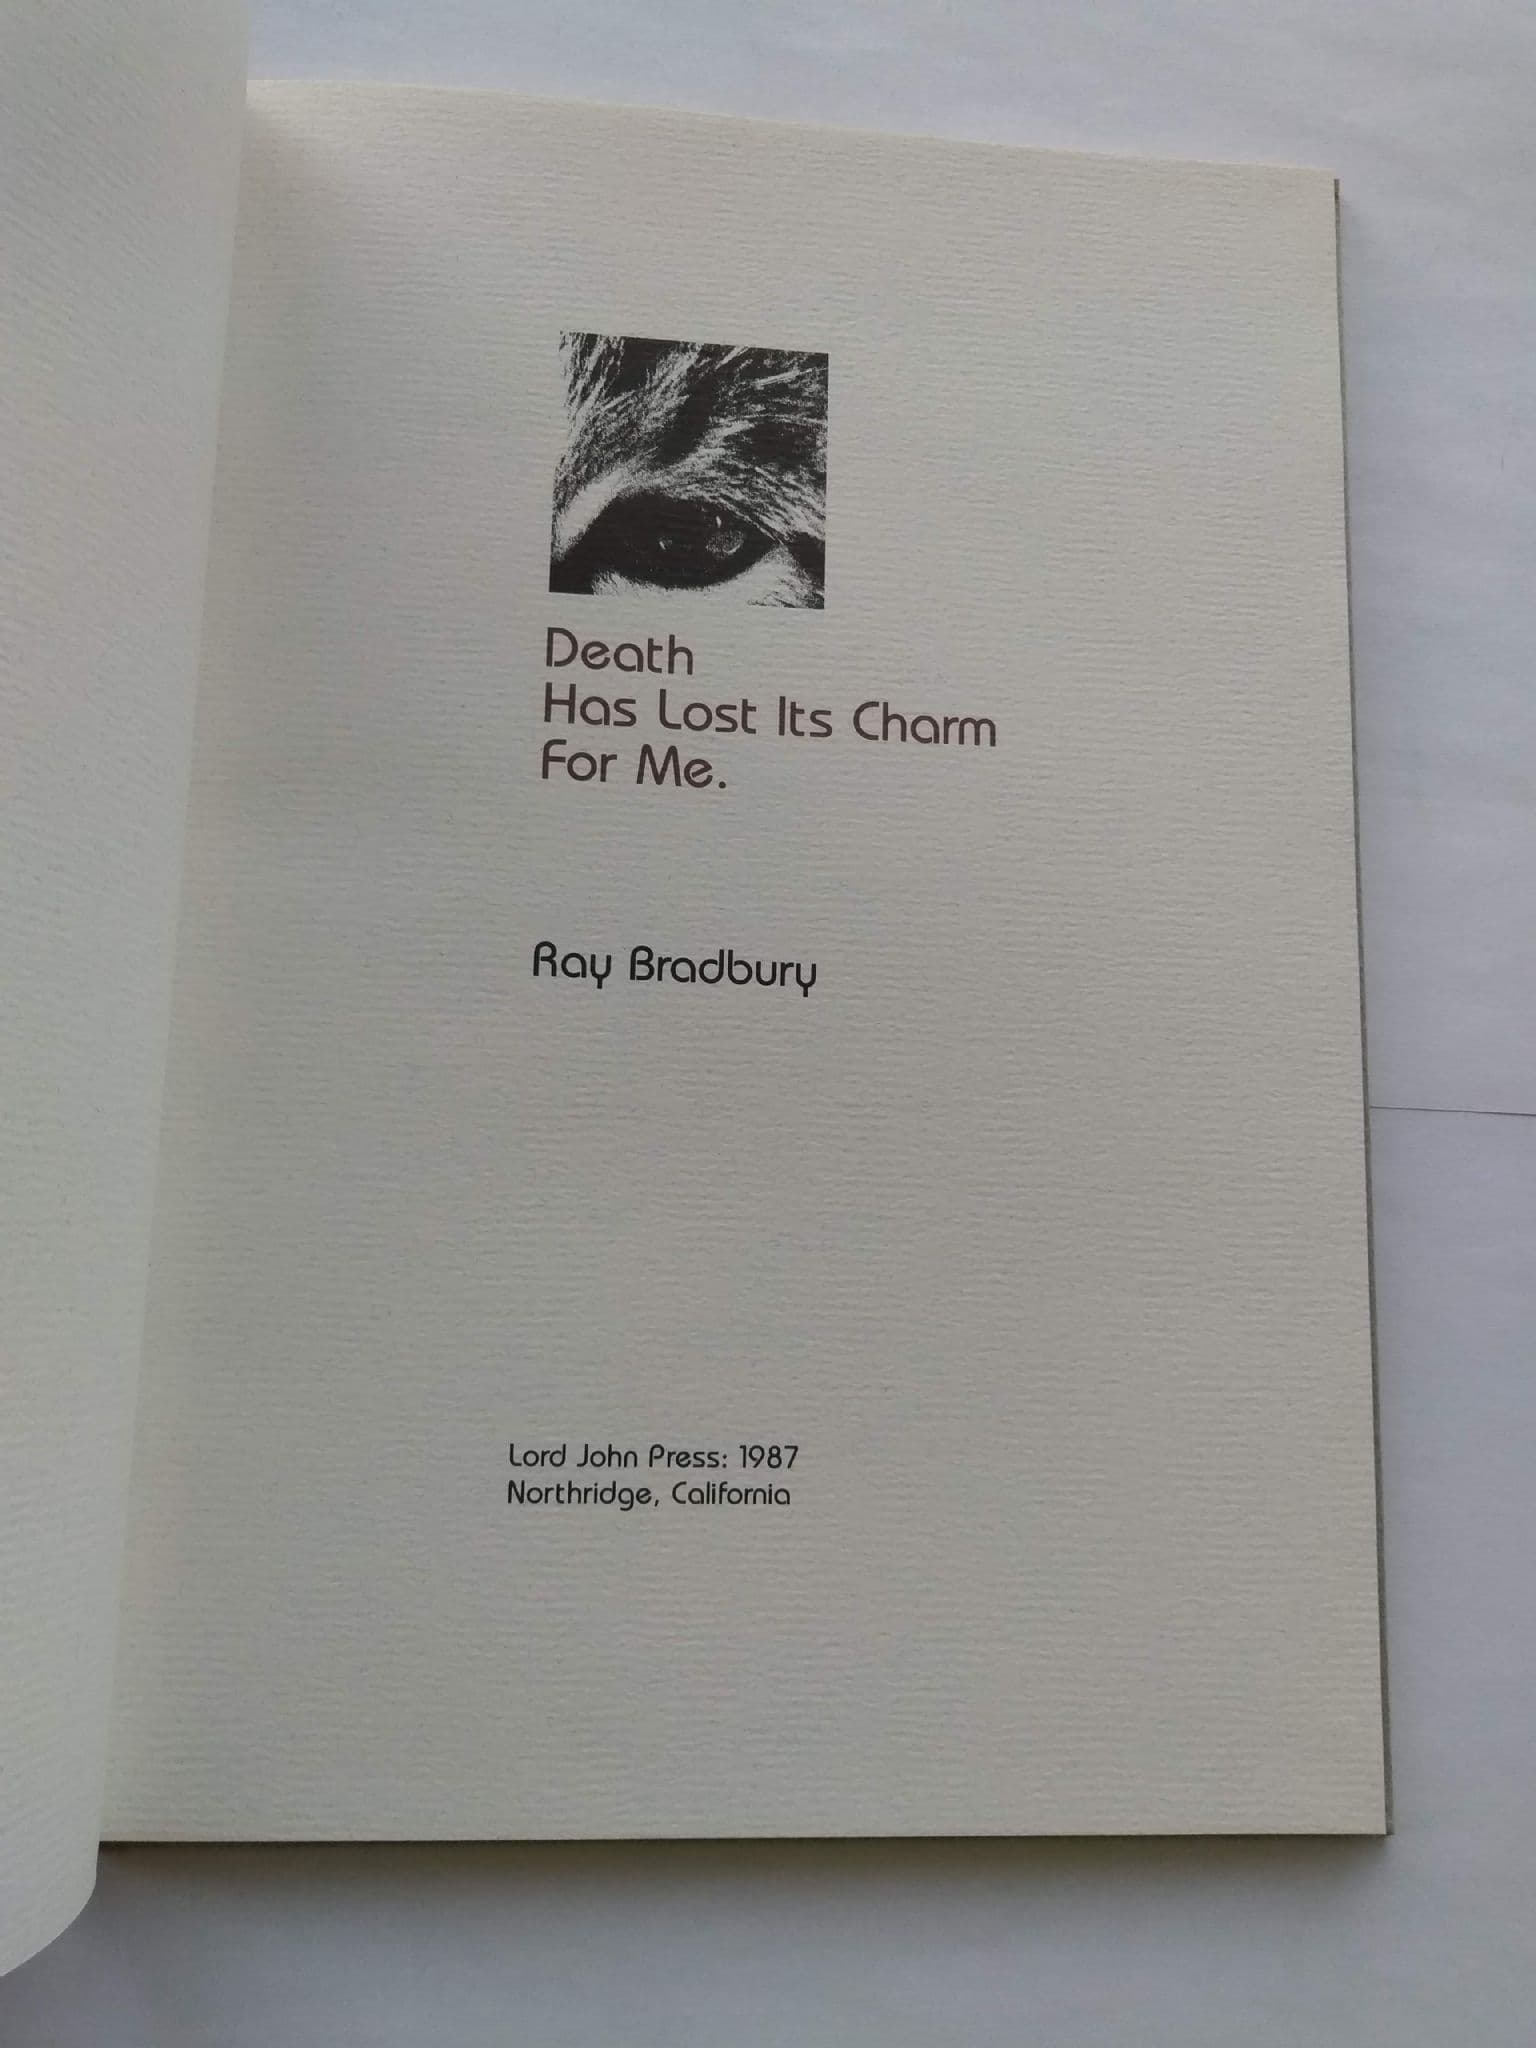 Death
Has Lost Its Charm
For Me.
Ray Bradbury
Lord John Press: 1987
Northridge, California